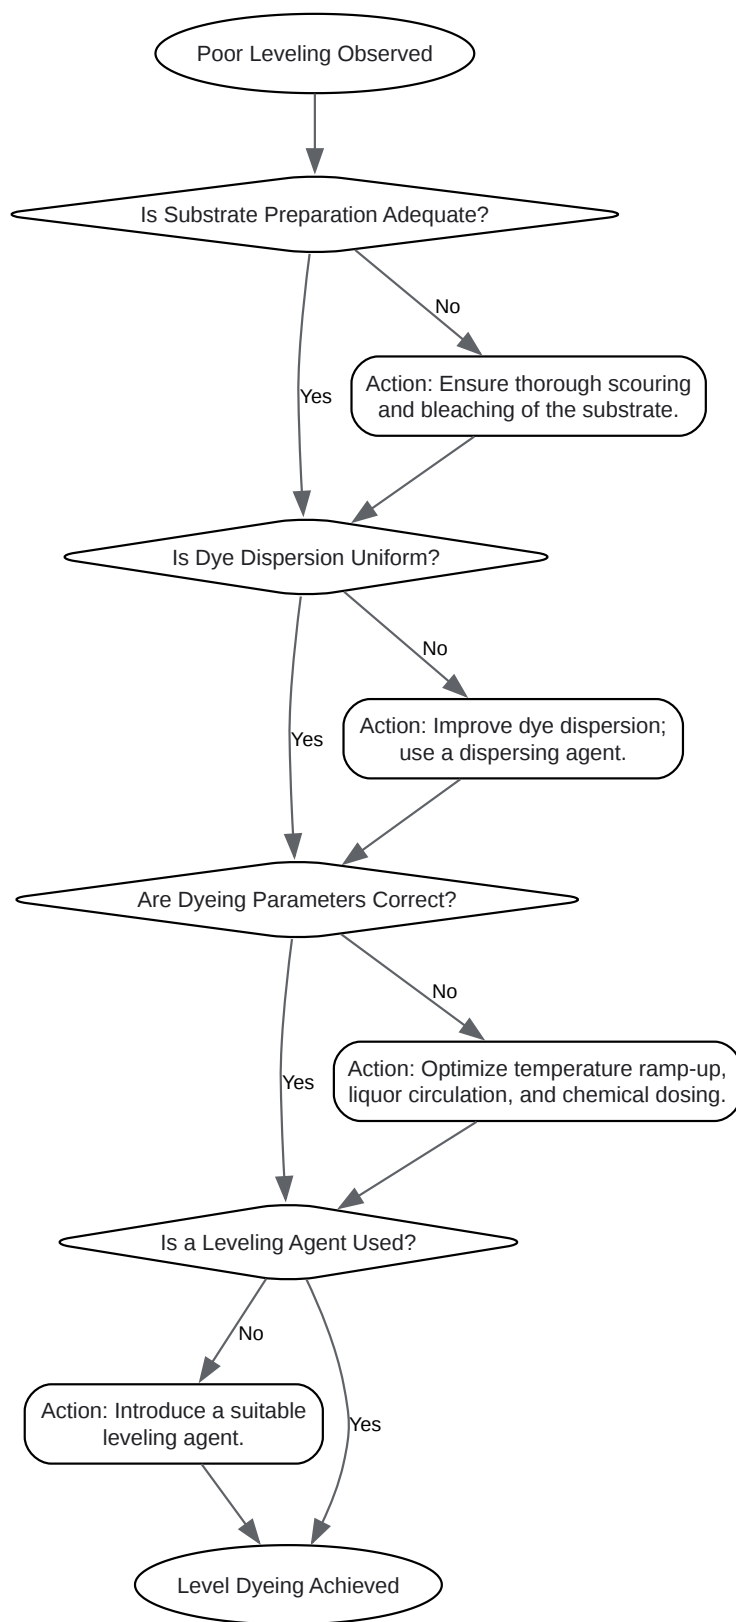 Poor Leveling Observed
Is Substrate Preparation Adequate?
No
Action: Ensure thorough scouring
and bleaching of the substrate.
Yes
Is Dye Dispersion Uniform?
No
Action: Improve dye dispersion;
use a dispersing agent.
Yes
Are Dyeing Parameters Correct?
No
Action: Optimize temperature ramp-up,
liquor circulation, and chemical dosing.
Yes
Is a Leveling Agent Used?
No
Action: Introduce a suitable
leveling agent.
Yes
Level Dyeing Achieved